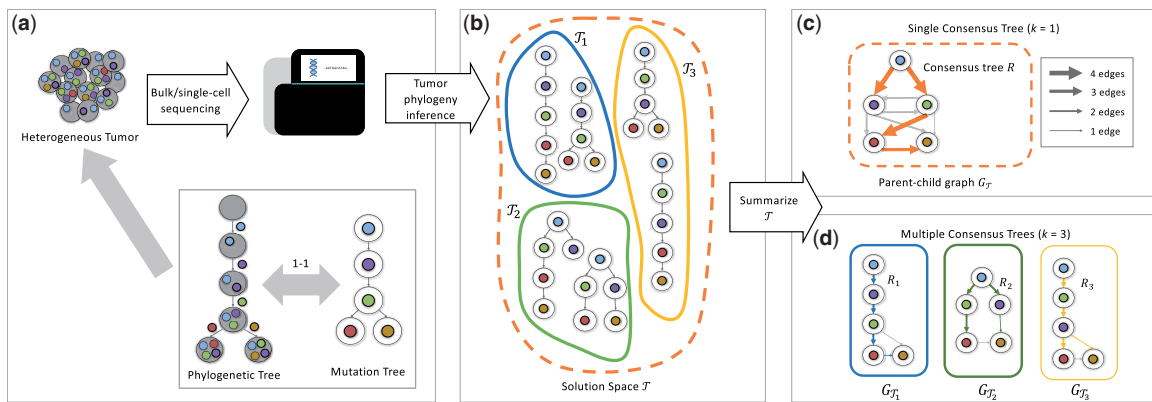 (a)
Heterogeneous Tumor
Bulk/single-cell
sequencing
Tumor
phylogeny
inference
1-1
Phylogenetic Tree
Mutation Tree
(b)
𝒯1
𝒯3
𝒯2
Solution Space 𝒯
Summarize
𝒯
(c)
Single Consensus Tree (k = 1)
Consensus tree R
4 edges
3 edges
2 edges
1 edge
Parent-child graph G𝒯
(d)
Multiple Consensus Trees (k = 3)
R1
R2
R3
G𝒯1
G𝒯2
G𝒯3